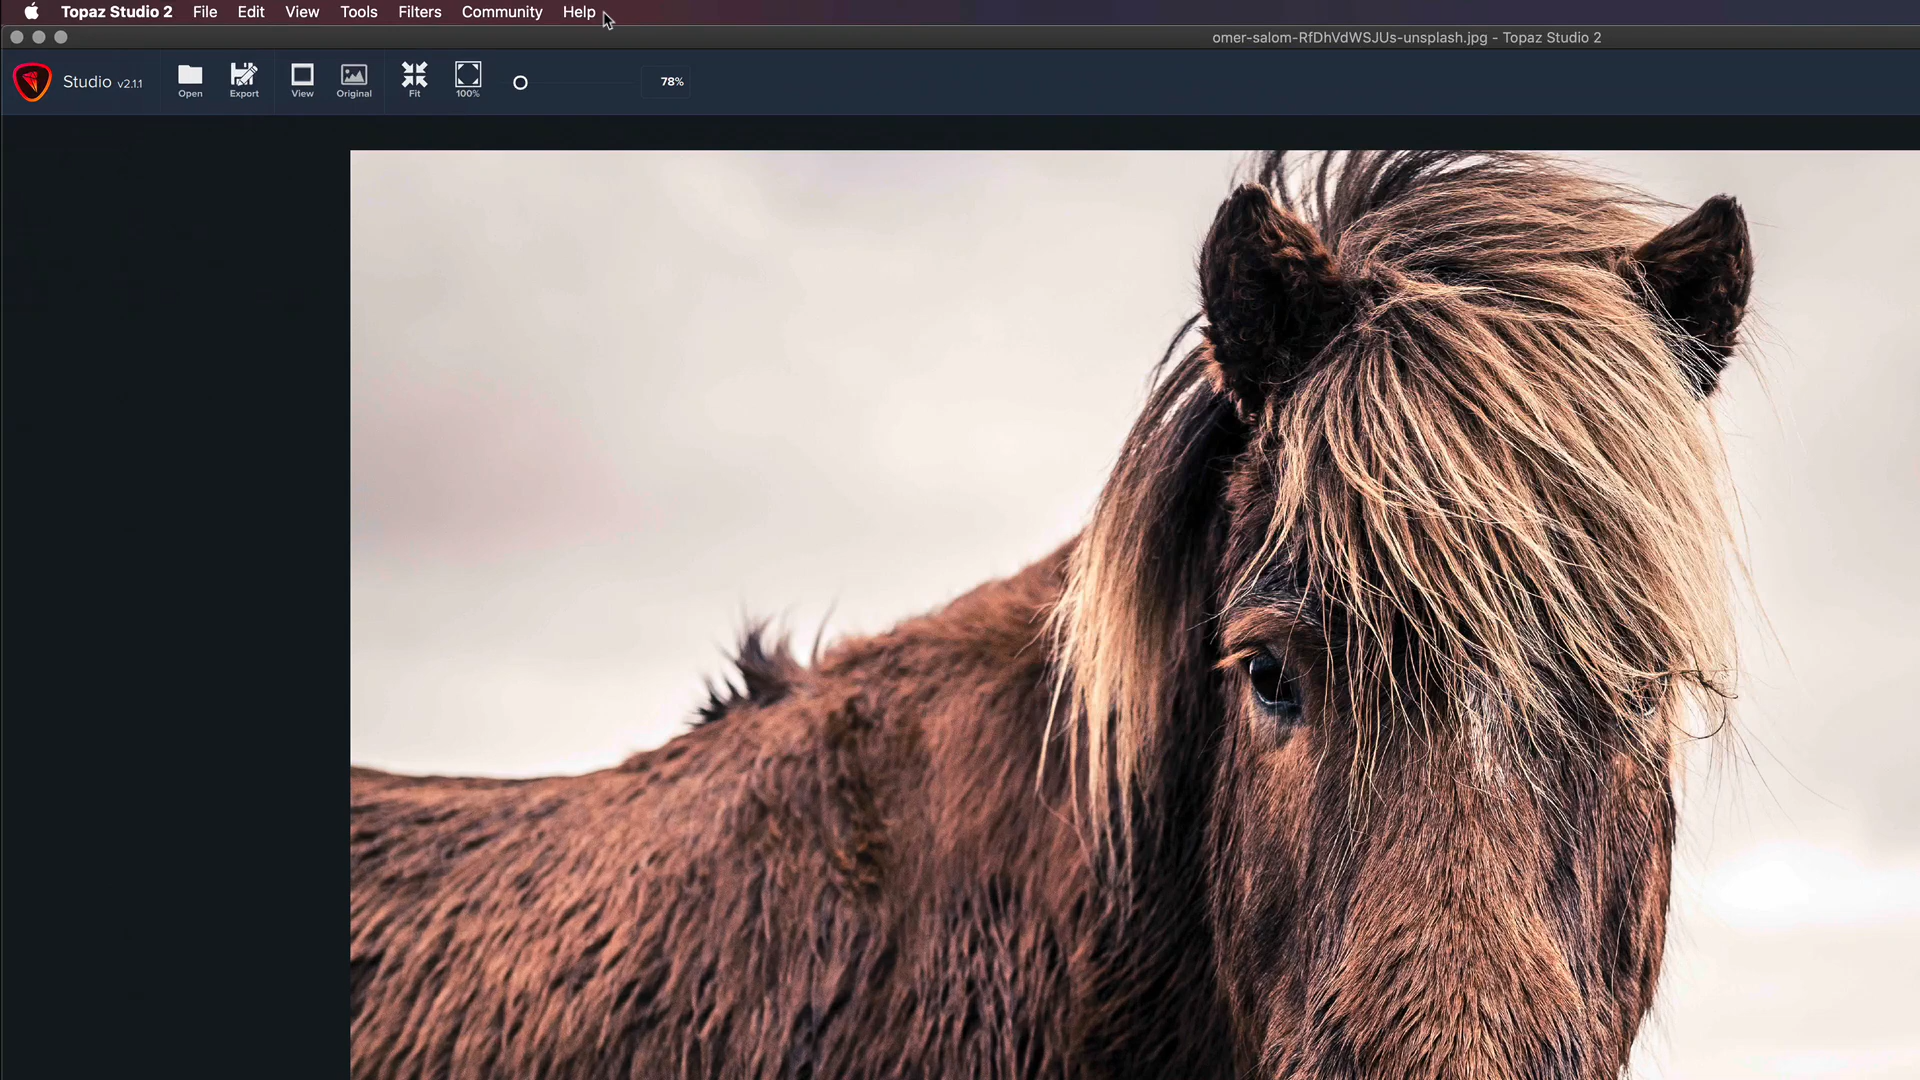 Topaz Studio 2 File Edit View Tools Filters Community Help
omer-salom-RfDhVdWSJUs-unsplash.jpg - Topaz Studio 2
Studio v2.1.1
Open Export View Original Fit 100% 78%